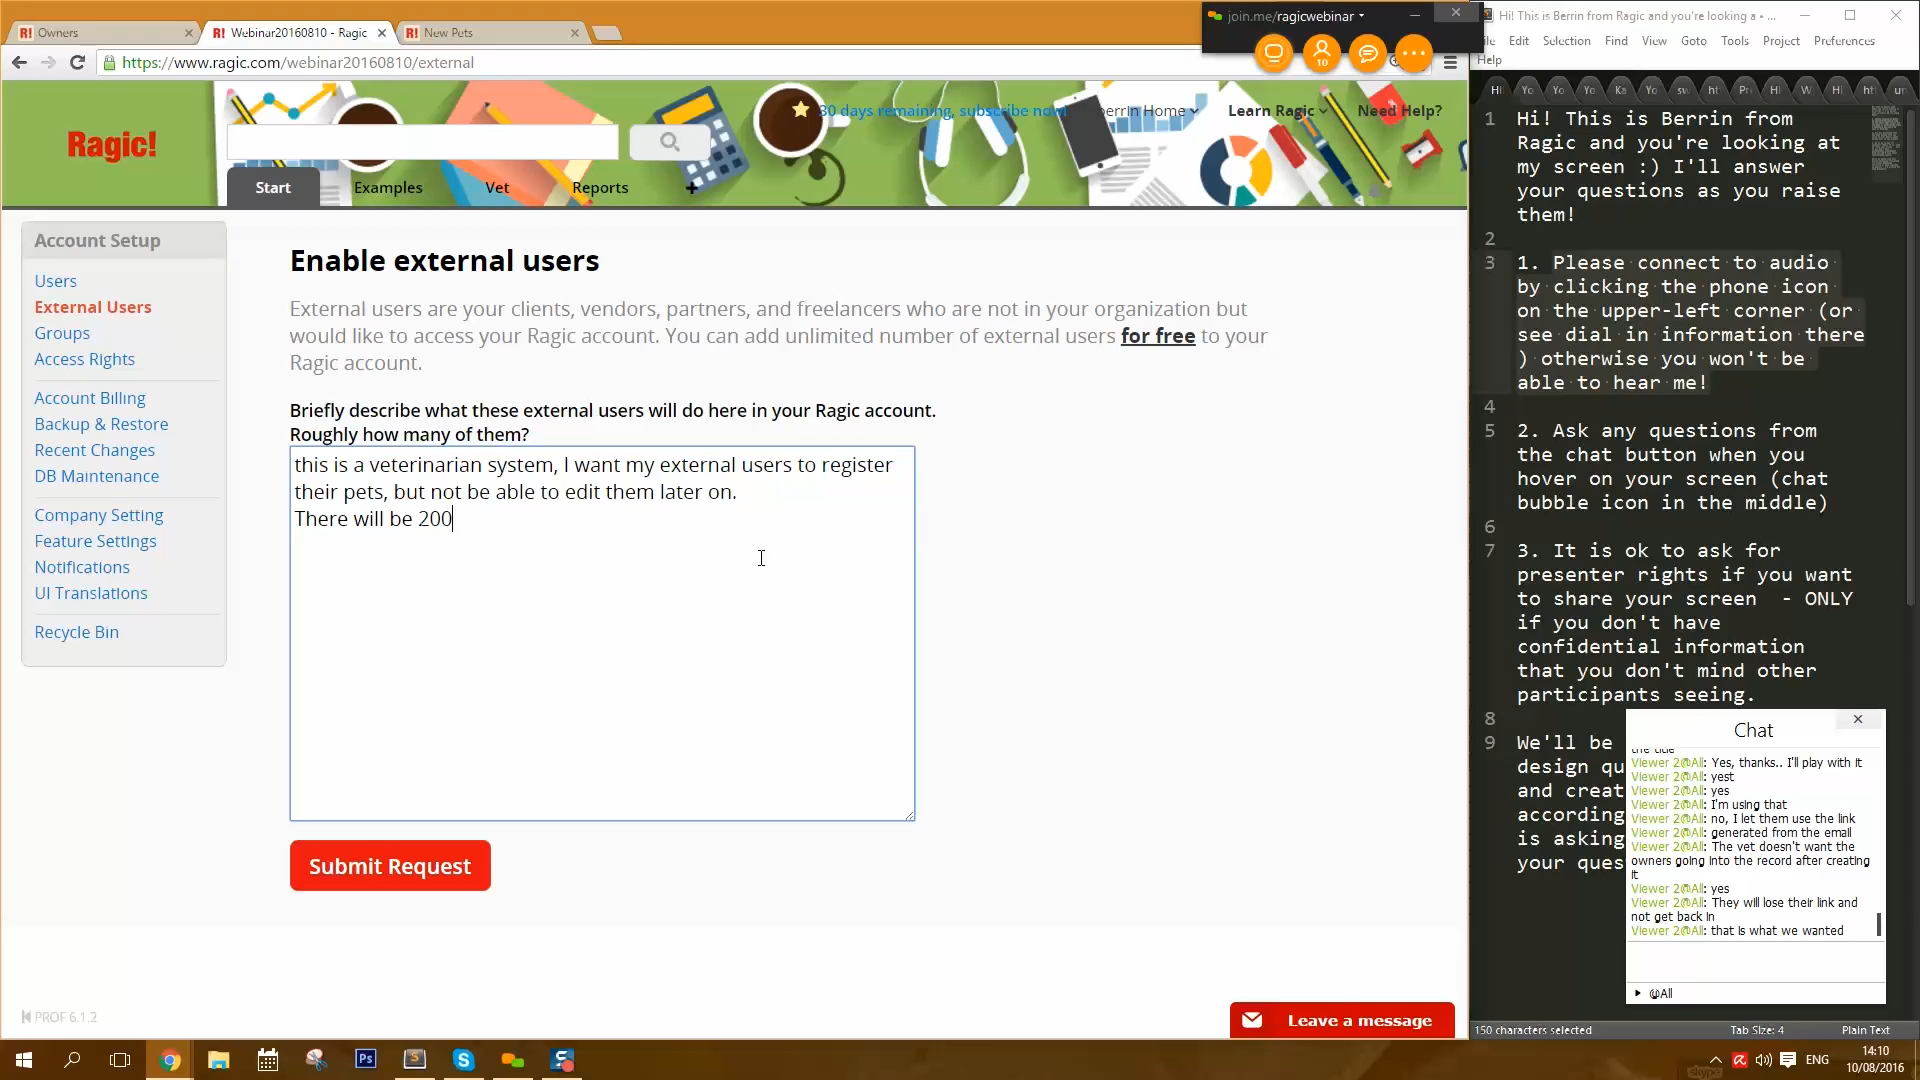 Owners
Webinar20160810 - Ragic
New Pets
join.me/ragicwebinar
https://www.ragic.com/webinar20160810/external
10
Ragic!
30 days remaining, subscribe now!
berrin Home
Learn Ragic
Need Help?
Start
Examples
Vet
Reports
+
Account Setup
Users
External Users
Groups
Access Rights
Account Billing
Backup & Restore
Recent Changes
DB Maintenance
Company Setting
Feature Settings
Notifications
UI Translations
Recycle Bin
PROF 6.1.2
Enable external users
External users are your clients, vendors, partners, and freelancers who are not in your organization but
would like to access your Ragic account. You can add unlimited number of external users for free to your
Ragic account.
Briefly describe what these external users will do here in your Ragic account.
Roughly how many of them?
this is a veterinarian system, I want my external users to register
their pets, but not be able to edit them later on.
There will be 200
Submit Request
Leave a message
Hi! This is Berrin from Ragic and you're looking a • ...
Edit Selection Find View Goto Tools Project Preferences
Help
1 Hi! This is Berrin from
Ragic and you're looking at
my screen :) I'll answer
your questions as you raise
them!
2
3 1. Please connect to audio
by clicking the phone icon
on the upper-left corner (or
see dial in information there
) otherwise you won't be
able to hear me!
4
5 2. Ask any questions from
the chat button when you
hover on your screen (chat
bubble icon in the middle)
6
7 3. It is ok to ask for
presenter rights if you want
to share your screen - ONLY
if you don't have
confidential information
that you don't mind other
participants seeing.
8
9 We'll be
design qu
and creat
according
is asking
your ques
Chat
the title
Viewer 2@All: Yes, thanks.. I'll play with it
Viewer 2@All: yest
Viewer 2@All: yes
Viewer 2@All: I'm using that
Viewer 2@All: no, I let them use the link
Viewer 2@All: generated from the email
Viewer 2@All: The vet doesn't want the
owners going into the record after creating
it
Viewer 2@All: yes
Viewer 2@All: They will lose their link and
not get back in
Viewer 2@All: that is what we wanted
@All
150 characters selected
Tab Size: 4
Plain Text
ENG
14:10
10/08/2016